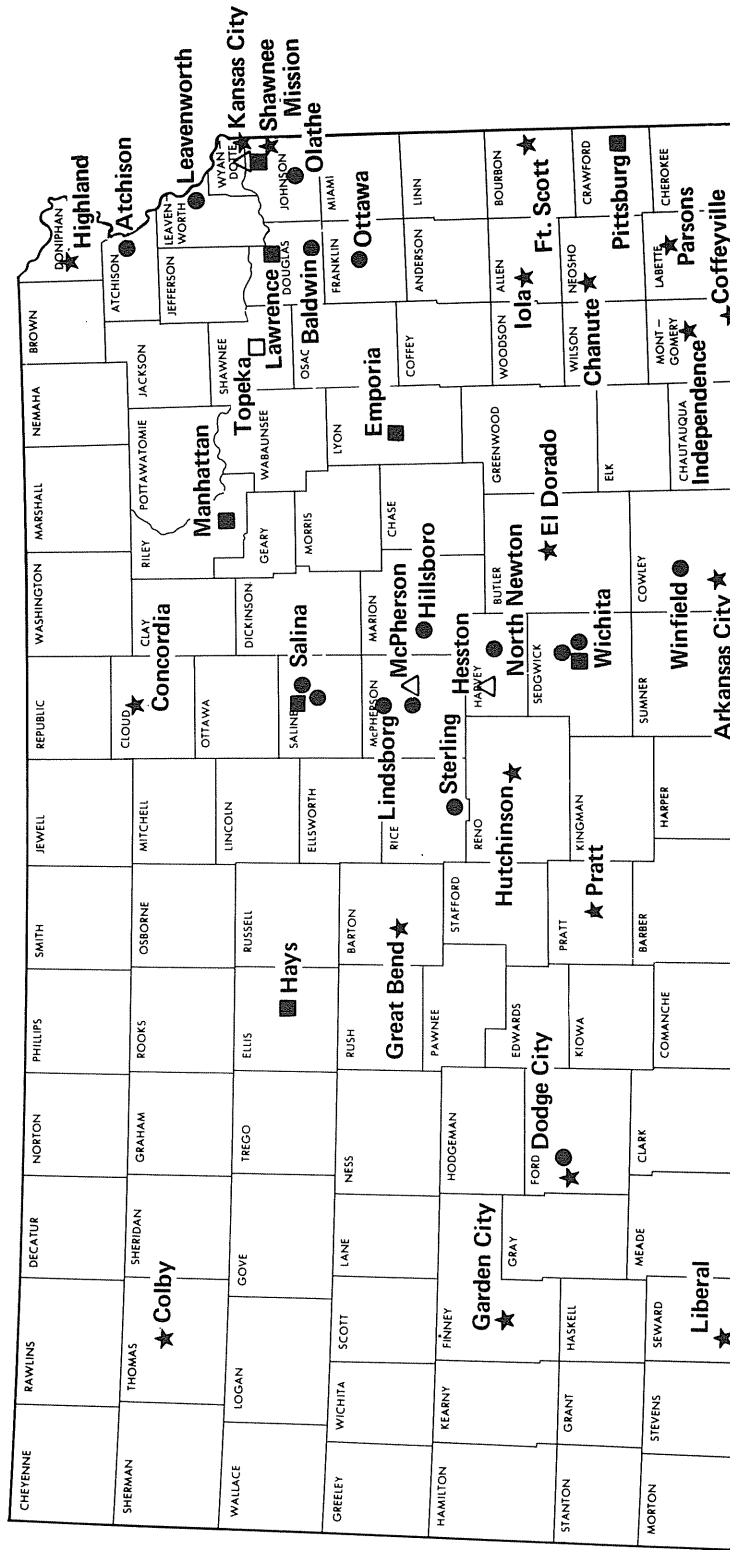 CHEYENNE
RAWLINS
DECATUR
NORTON
PHILLIPS
SMITH
JEWELL
REPUBLIC
WASHINGTON
MARSHALL
NEMAHA
BROWN
DONIPHAN
Highland
SHERMAN
THOMAS
Colby
SHERIDAN
GRAHAM
ROOKS
OSBORNE
MITCHELL
CLOUD
Concordia
CLAY
RILEY
POTTAWATOMIE
Manhattan
JACKSON
ATCHISON
Atchison
JEFFERSON
LEAVEN-
WORTH
Leavenworth
WYAN-
DOTTE
Kansas City
Shawnee
Mission
WALLACE
LOGAN
GOVE
TREGO
ELLIS
Hays
RUSSELL
LINCOLN
OTTAWA
DICKINSON
GEARY
WABAUNSEE
SHAWNEE
Topeka
Lawrence
DOUGLAS
JOHNSON
Olathe
ELLSWORTH
SALINE
Salina
MORRIS
OSAGE
Baldwin
FRANKLIN
Ottawa
MIAMI
GREELEY
WICHITA
SCOTT
LANE
NESS
RUSH
BARTON
Great Bend
RICE
Lindsborg
McPHERSON
McPherson
MARION
Hillsboro
CHASE
LYON
Emporia
COFFEY
ANDERSON
LINN
HAMILTON
KEARNY
FINNEY
Garden City
HODGEMAN
PAWNEE
STAFFORD
Sterling
RENO
Hutchinson
Hesston
HARVEY
North Newton
BUTLER
El Dorado
GREENWOOD
WOODSON
ALLEN
Iola
BOURBON
Ft. Scott
GRAY
FORD
Dodge City
EDWARDS
SEDGWICK
Wichita
STANTON
GRANT
HASKELL
KIOWA
PRATT
Pratt
KINGMAN
ELK
WILSON
Chanute
NEOSHO
CRAWFORD
Pittsburg
MORTON
STEVENS
SEWARD
Liberal
MEADE
CLARK
COMANCHE
BARBER
HARPER
SUMNER
Winfield
COWLEY
Arkansas City
CHAUTAUQUA
Independence
MONT-
GOMERY
Coffeyville
LABETTE
Parsons
CHEROKEE